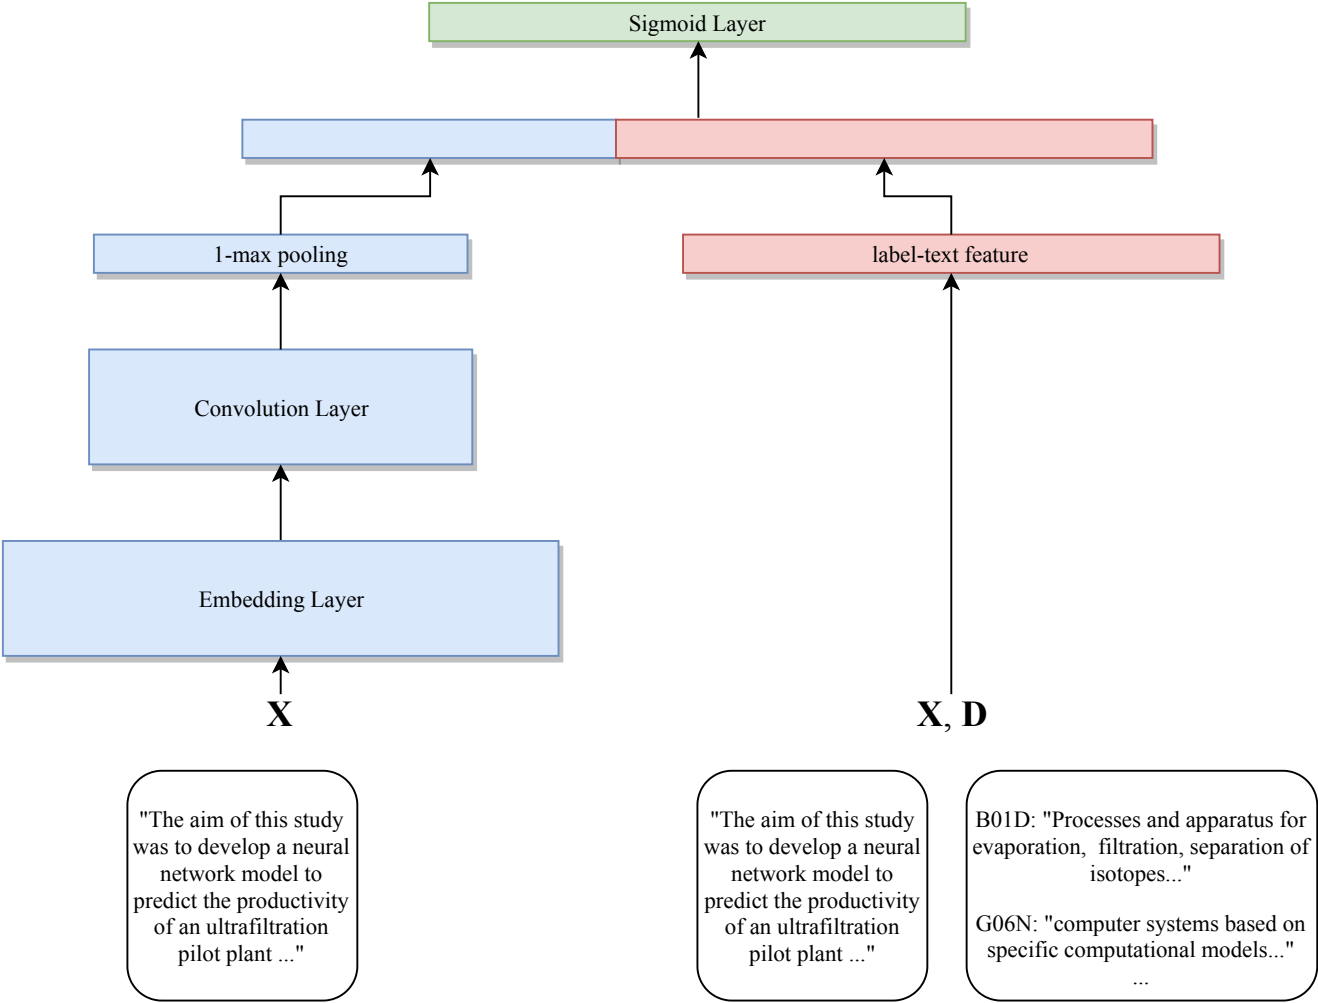 Sigmoid Layer
1-max pooling
label-text feature
Convolution Layer
Embedding Layer
X
X, D
"The aim of this study
was to develop a neural
network model to
predict the productivity
of an ultrafiltration
pilot plant ..."
"The aim of this study
was to develop a neural
network model to
predict the productivity
of an ultrafiltration
pilot plant ..."
B01D: "Processes and apparatus for
evaporation,  filtration, separation of
isotopes..."
G06N: "computer systems based on
specific computational models..."
...